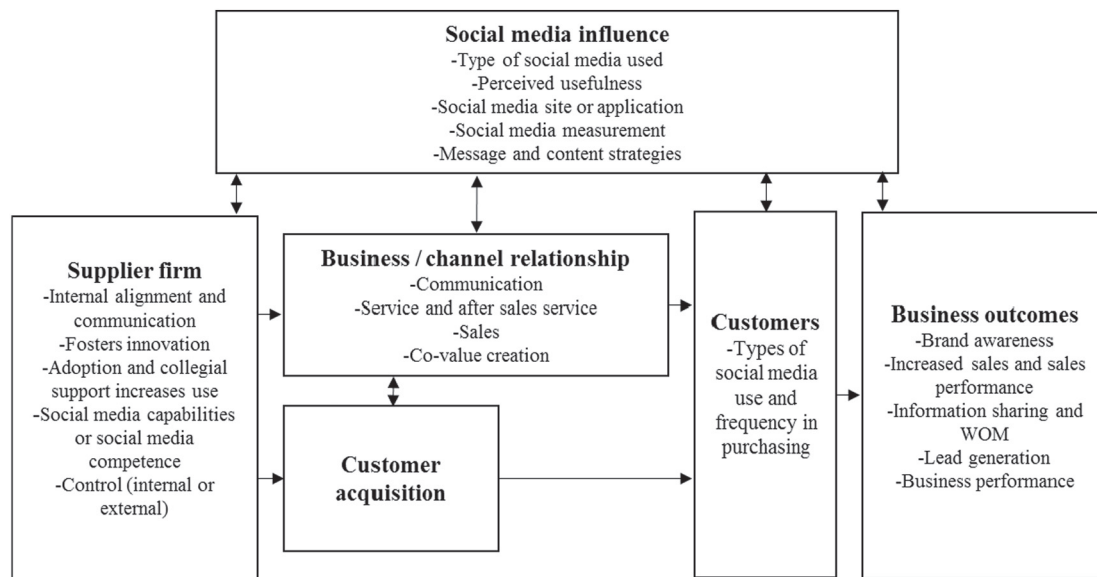 Social media influence
-Type of social media used
-Perceived usefulness
-Social media site or application
-Social media measurement
-Message and content strategies
Supplier firm
-Internal alignment and
communication
-Fosters innovation
-Adoption and collegial
support increases use
-Social media capabilities
or social media
competence
-Control (internal or
external)
Business / channel relationship
-Communication
-Service and after sales service
-Sales
-Co-value creation
Customer
acquisition
Customers
-Types of
social media
use and
frequency in
purchasing
Business outcomes
-Brand awareness
-Increased sales and sales
performance
-Information sharing and
WOM
-Lead generation
-Business performance